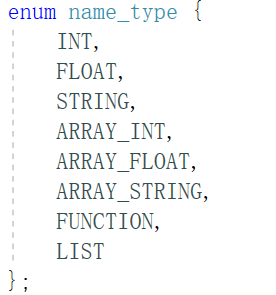 enum name_type {
    INT,
    FLOAT,
    STRING,
    ARRAY_INT,
    ARRAY_FLOAT,
    ARRAY_STRING,
    FUNCTION,
    LIST
};